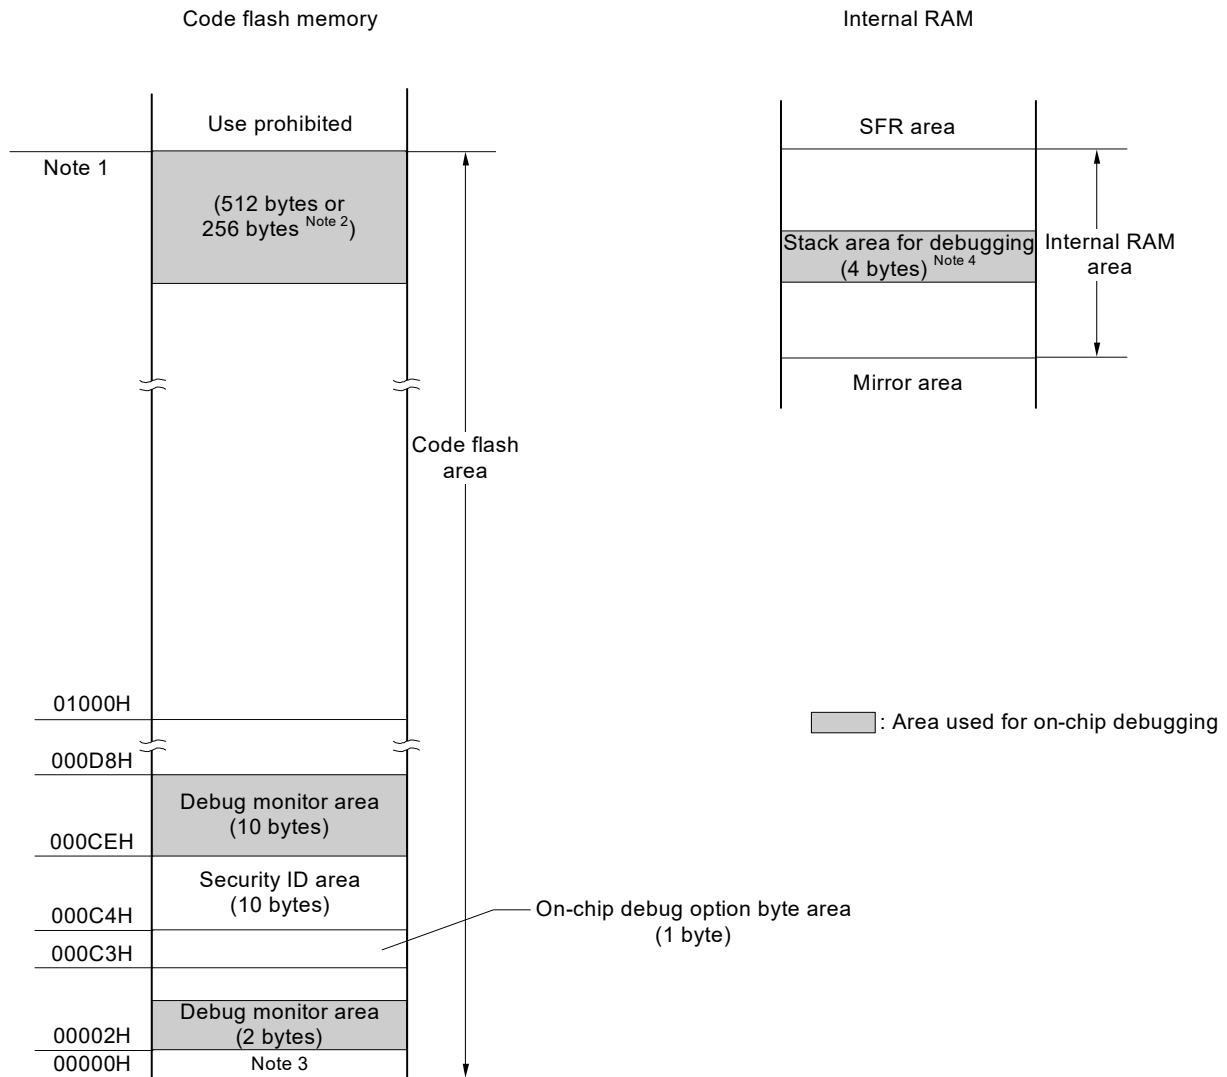 Code flash memory
Internal RAM
Use prohibited
Note 1
(512 bytes or
256 bytes Note 2)
SFR area
Stack area for debugging
(4 bytes) Note 4
Internal RAM
area
Mirror area
Code flash
area
01000H
: Area used for on-chip debugging
000D8H
Debug monitor area
(10 bytes)
000CEH
Security ID area
(10 bytes)
000C4H
On-chip debug option byte area
(1 byte)
000C3H
Debug monitor area
(2 bytes)
00002H
00000H
Note 3